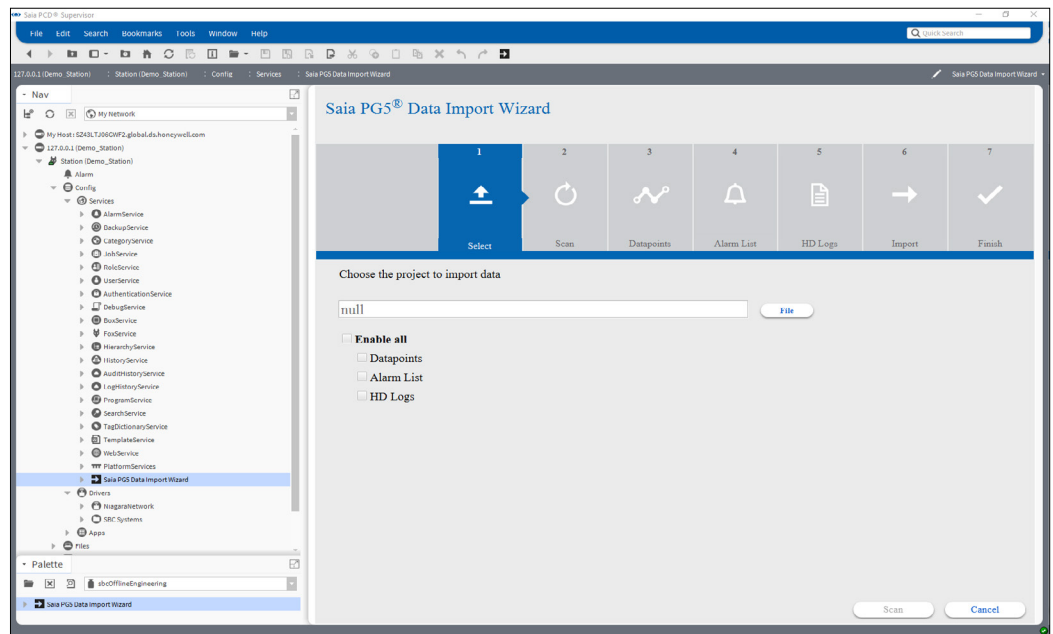 Saia PCD® Supervisor
File Edit Search Bookmarks Tools Window Help
Quick Search
127.0.0.1 (Demo_Station) : Station (Demo_Station) : Config : Services : Saia PG5 Data Import Wizard
Saia PG5 Data Import Wizard
Nav
My Network
My Host : SZ43LTJ06CWF2.global.ds.honeywell.com
127.0.0.1 (Demo_Station)
Station (Demo_Station)
Alarm
Config
Services
AlarmService
BackupService
CategoryService
JobService
RoleService
UserService
AuthenticationService
DebugService
BoxService
FoxService
HierarchyService
HistoryService
AuditHistoryService
LogHistoryService
ProgramService
SearchService
TagDictionaryService
TemplateService
WebService
PlatformServices
Saia PG5 Data Import Wizard
Drivers
NiagaraNetwork
SBC Systems
Apps
Files
Palette
sbcOfflineEngineering
Saia PG5 Data Import Wizard
Saia PG5® Data Import Wizard
1 2 3 4 5 6 7
Select Scan Datapoints Alarm List HD Logs Import Finish
Choose the project to import data
null
File
Enable all
Datapoints
Alarm List
HD Logs
Scan Cancel